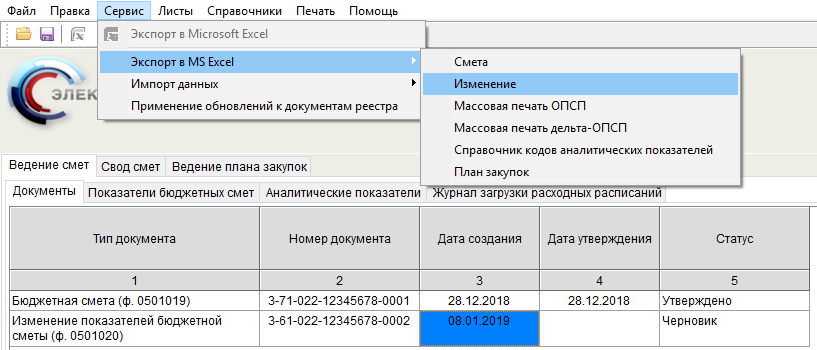 Файл Правка Сервис Листы Справочники Печать Помощь
Экспорт в Microsoft Excel
Экспорт в MS Excel
Импорт данных
Применение обновлений к документам реестра
Смета
Изменение
Массовая печать ОПСП
Массовая печать дельта-ОПСП
Справочник кодов аналитических показателей
План закупок
ЭЛЕК
Ведение смет Свод смет Ведение плана закупок
Документы Показатели бюджетных смет Аналитические показатели Журнал загрузки расходных расписаний
Тип документа Номер документа Дата создания Дата утверждения Статус
1 2 3 4 5
Бюджетная смета (ф. 0501019) 3-71-022-12345678-0001 28.12.2018 28.12.2018 Утверждено
Изменение показателей бюджетной 3-61-022-12345678-0002 08.01.2019 Черновик
сметы (ф. 0501020)